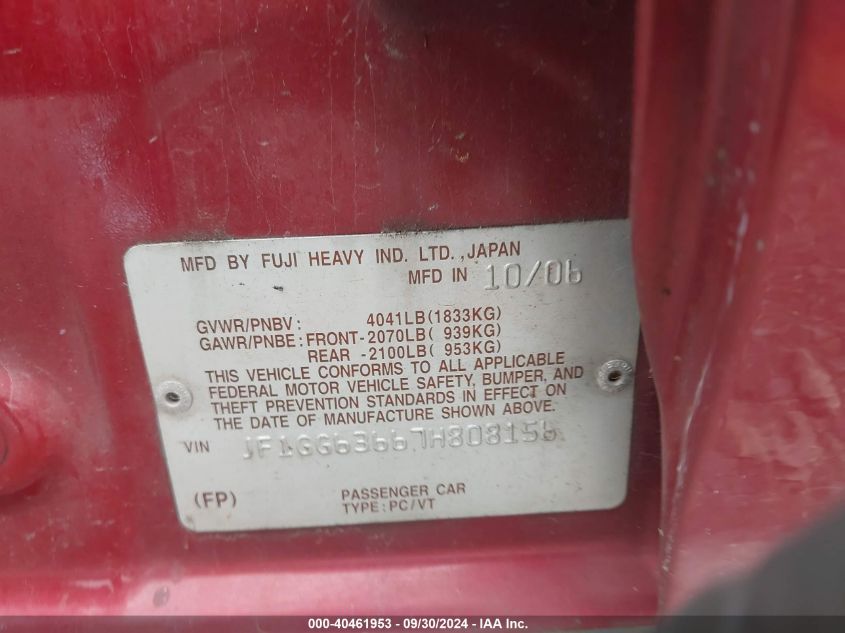 MFD BY FUJI HEAVY IND. LTD.,JAPAN
MFD IN 10/06
GVWR/PNBV: 4041LB(1833KG)
GAWR/PNBE: FRONT-2070LB( 939KG)
REAR -2100LB( 953KG)
THIS VEHICLE CONFORMS TO ALL APPLICABLE
FEDERAL MOTOR VEHICLE SAFETY, BUMPER, AND
THEFT PREVENTION STANDARDS IN EFFECT ON
THE DATE OF MANUFACTURE SHOWN ABOVE.
VIN JF1GG63667H808156
(FP) PASSENGER CAR
TYPE:PC/VT
000-40461953 - 09/30/2024 - IAA Inc.